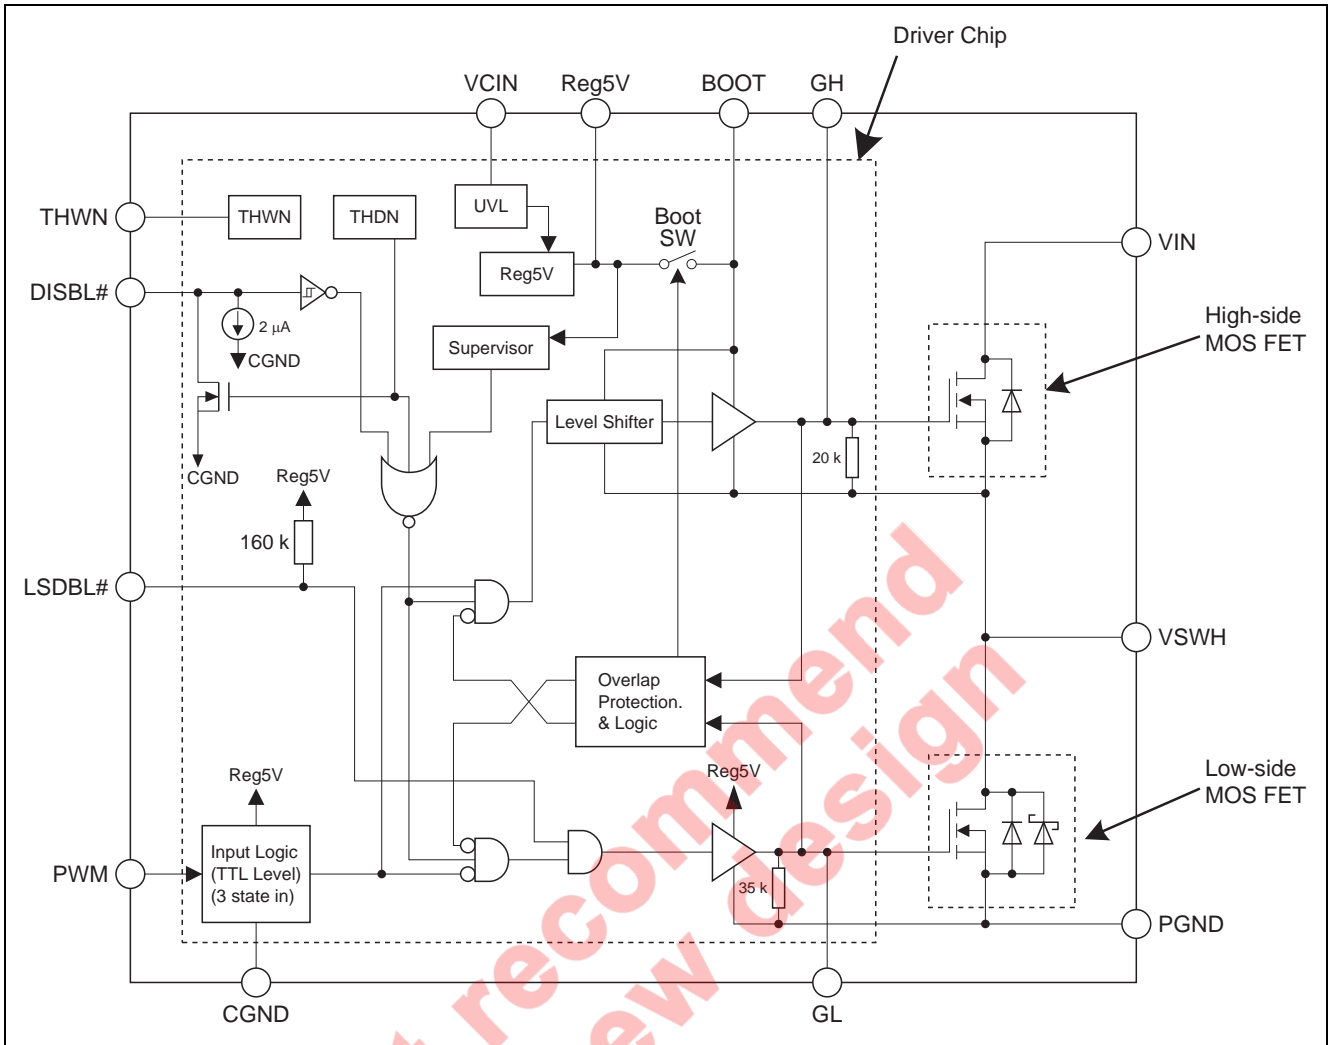 Driver Chip
VCIN
Reg5V
BOOT
GH
THWN
THWN
THDN
UVL
Boot
SW
VIN
DISBL#
Reg5V
2 μA
CGND
Supervisor
High-side
MOS FET
Level Shifter
20 k
CGND
Reg5V
160 k
LSDBL#
VSWH
Overlap
Protection.
& Logic
Reg5V
Reg5V
Low-side
MOS FET
Input Logic
(TTL Level)
(3 state in)
PWM
35 k
PGND
CGND
GL
t recommend
ew design